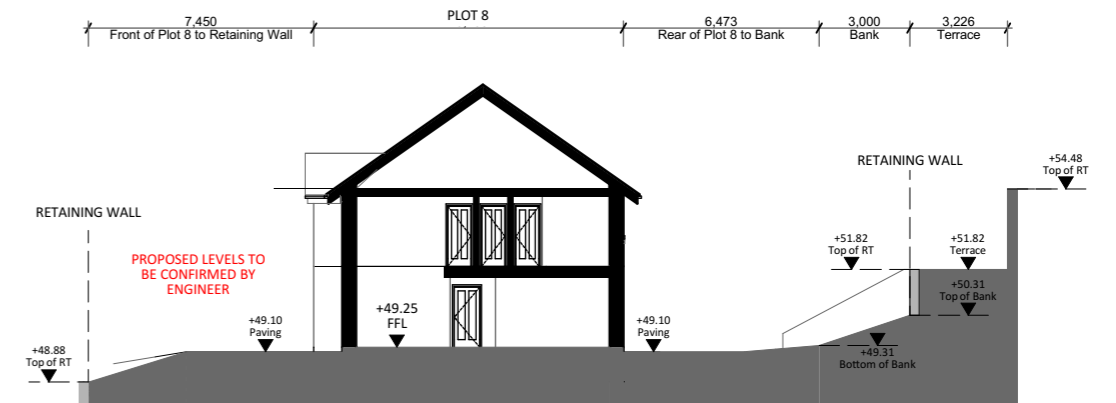 7,450
Front of Plot 8 to Retaining Wall
PLOT 8
6,473
Rear of Plot 8 to Bank
3,000
Bank
3,226
Terrace
RETAINING WALL
+54.48
Top of RT
RETAINING WALL
PROPOSED LEVELS TO
BE CONFIRMED BY
ENGINEER
+51.82
Top of RT
+51.82
Terrace
+50.31
Top of Bank
+49.25
FFL
+49.10
Paving
+49.10
Paving
+48.88
Top of RT
+49.31
Bottom of Bank